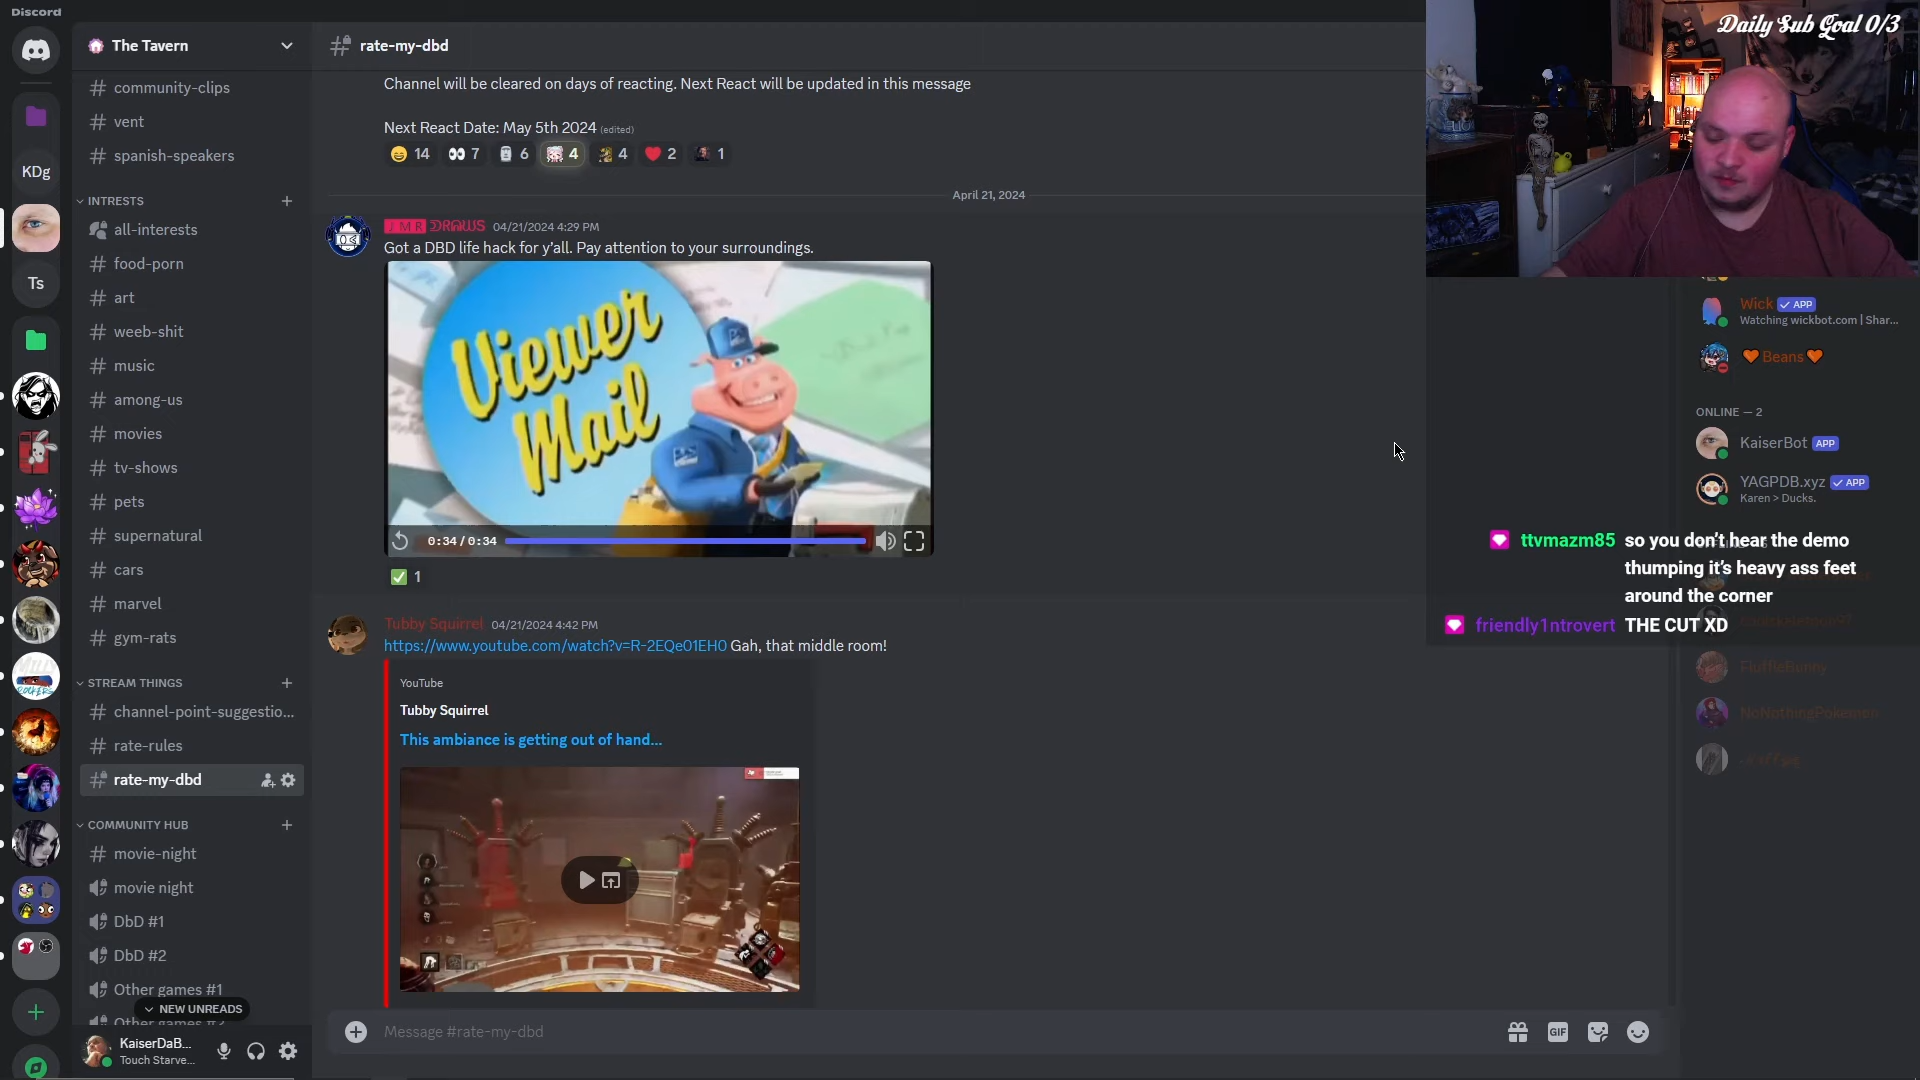 Discord
The Tavern
rate-my-dbd
Daily Sub Goal 0/3
community-clips
vent
spanish-speakers
INTRESTS
all-interests
food-porn
art
weeb-shit
music
among-us
movies
tv-shows
pets
supernatural
cars
marvel
gym-rats
STREAM THINGS
channel-point-suggestio...
rate-rules
rate-my-dbd
COMMUNITY HUB
movie-night
movie night
DbD #1
DbD #2
Other games #1
NEW UNREADS
KaiserDaB...
Touch Starve...
KDg
Ts
Channel will be cleared on days of reacting. Next React will be updated in this message
Next React Date: May 5th 2024 (edited)
14 7 6 4 4 2 1
April 21, 2024
JMR DRAWS 04/21/2024 4:29 PM
Got a DBD life hack for y'all. Pay attention to your surroundings.
Viewer
Mail
0:34 / 0:34
1
Tubby Squirrel 04/21/2024 4:42 PM
https://www.youtube.com/watch?v=R-2EQe01EH0 Gah, that middle room!
YouTube
Tubby Squirrel
This ambiance is getting out of hand...
Message #rate-my-dbd
GIF
Wick APP
Watching wickbot.com | Shar...
Beans
ONLINE — 2
KaiserBot APP
YAGPDB.xyz APP
Karen > Ducks.
ttvmazm85 so you don't hear the demo
thumping it's heavy ass feet
around the corner
friendly1ntrovert THE CUT XD
FluffieBunny
NoNothingPokemon